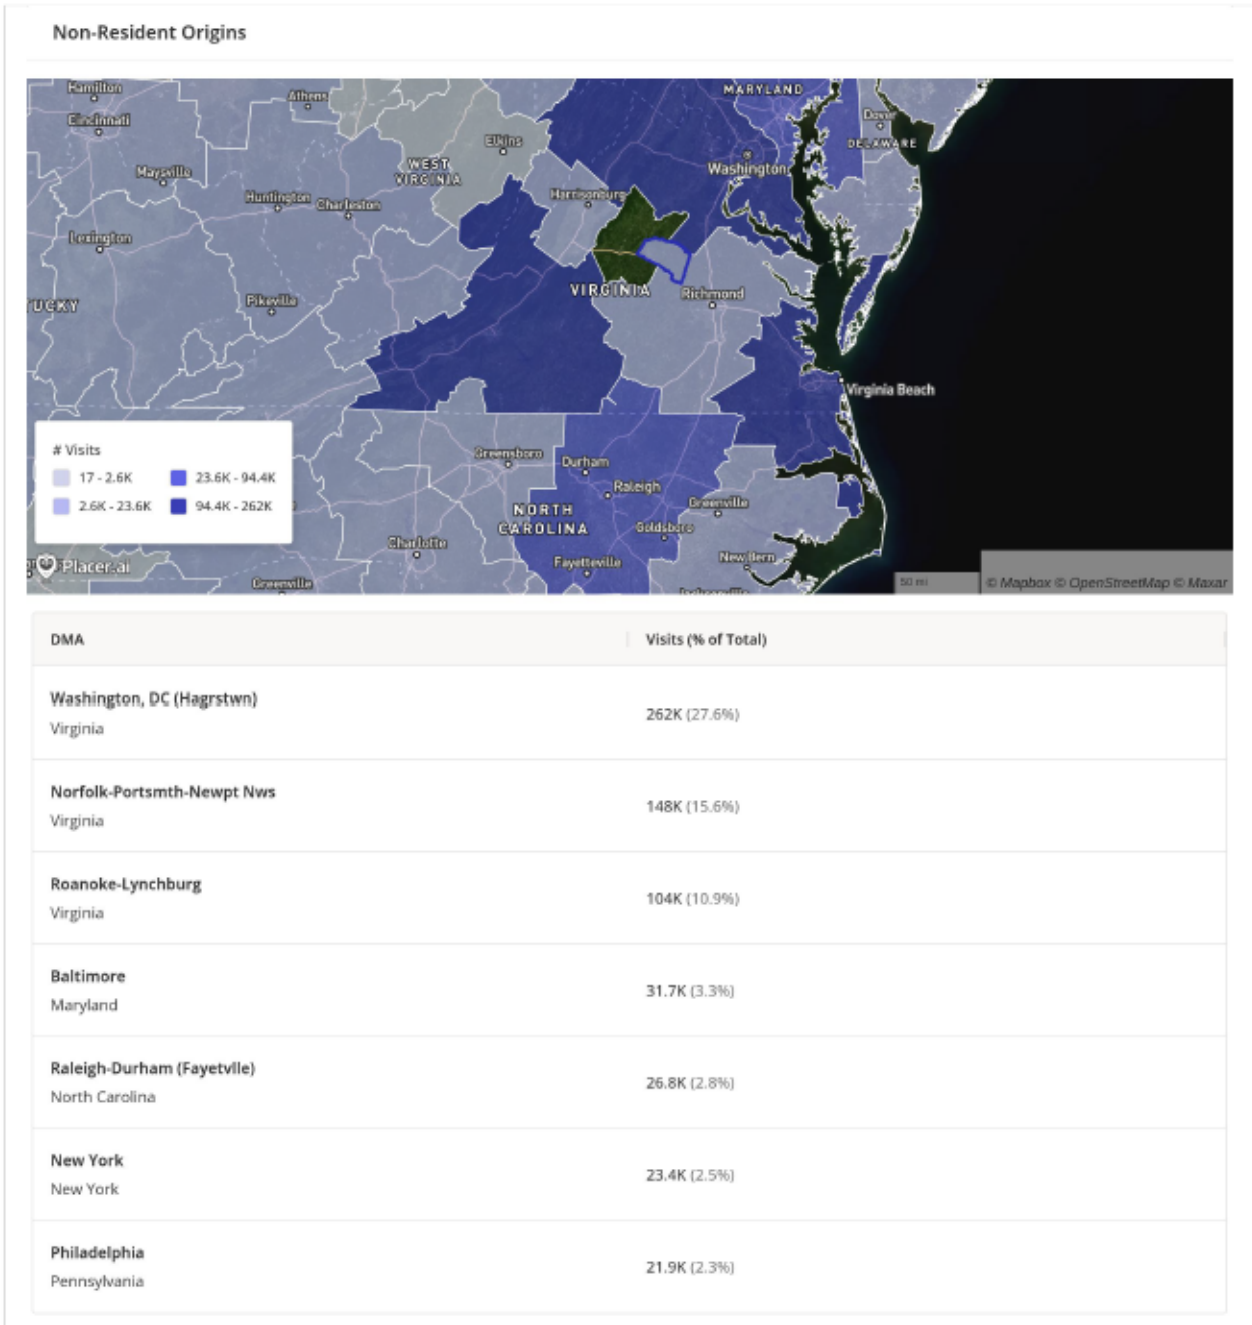 Non-Resident Origins
Hamilton
Athens
MARYLAND
Cincinnati
Dover
Elkins
DELAWARE
WEST
VIRGINIA
Washington
Maysville
Huntington
Charleston
Harrisonburg
Lexington
UCKY
Pikeville
VIRGINIA
Richmond
Virginia Beach
# Visits
17 - 2.6K
23.6K - 94.4K
2.6K - 23.6K
94.4K - 262K
Greensboro
Durham
Raleigh
NORTH
CAROLINA
Greenville
Goldsboro
Charlotte
Fayetteville
New Bern
Placer.ai
Greenville
Jacksonville
50 mi
© Mapbox © OpenStreetMap © Maxar
DMA
Visits (% of Total)
Washington, DC (Hagrstwn)
Virginia
262K (27.6%)
Norfolk-Portsmth-Newpt Nws
Virginia
148K (15.6%)
Roanoke-Lynchburg
Virginia
104K (10.9%)
Baltimore
Maryland
31.7K (3.3%)
Raleigh-Durham (Fayetvlle)
North Carolina
26.8K (2.8%)
New York
New York
23.4K (2.5%)
Philadelphia
Pennsylvania
21.9K (2.3%)